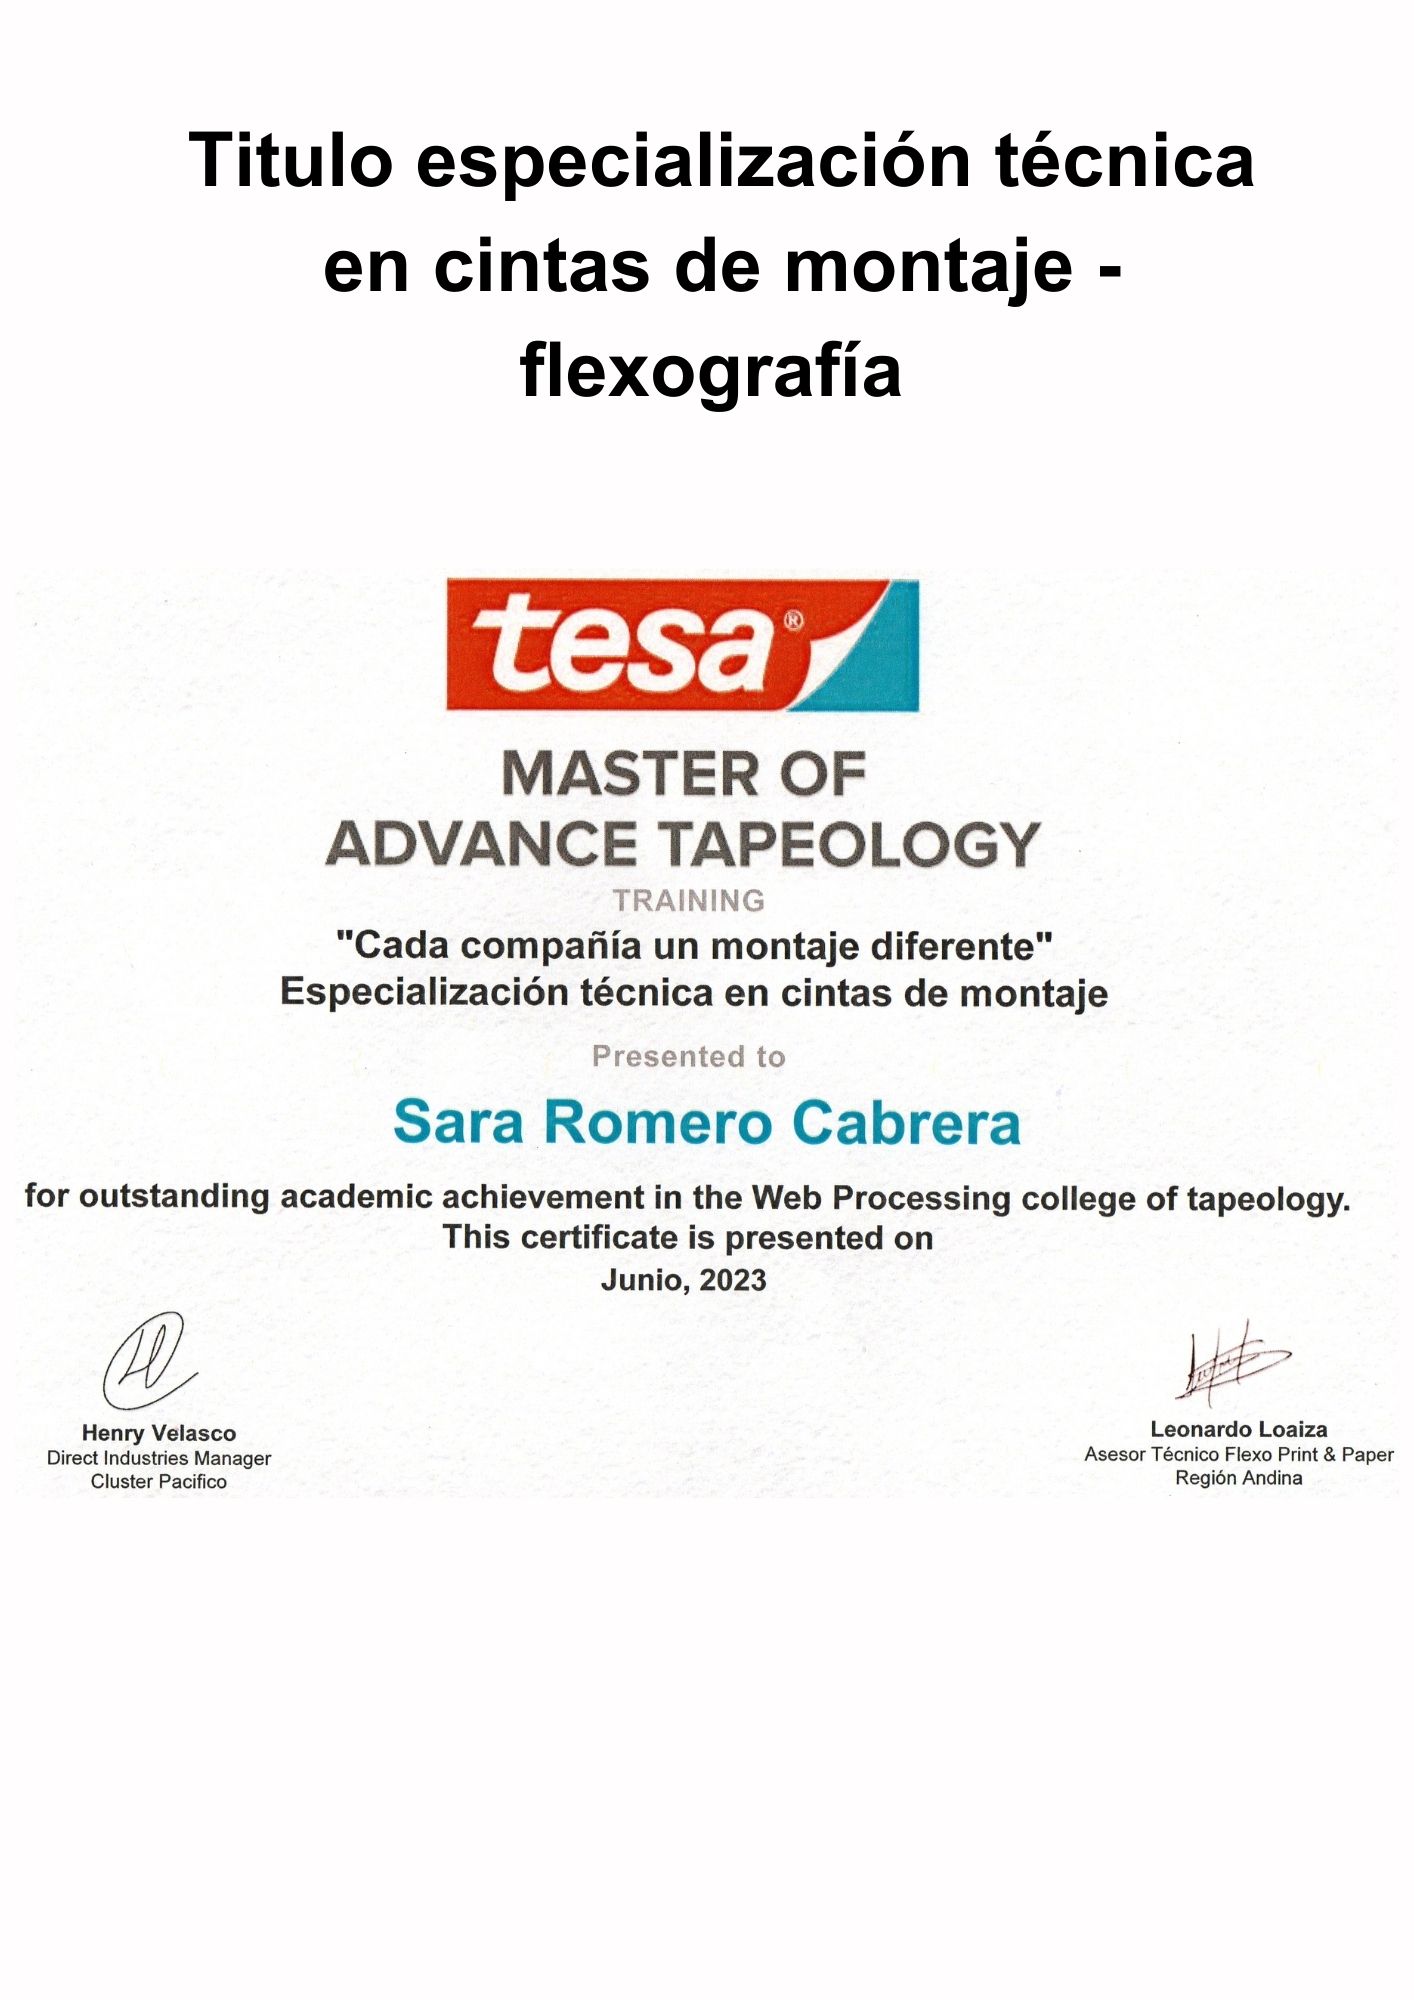 Titulo especialización técnica
en cintas de montaje -
flexografía
tesa®
MASTER OF
ADVANCE TAPEOLOGY
TRAINING
"Cada compañía un montaje diferente"
Especialización técnica en cintas de montaje
Presented to
Sara Romero Cabrera
for outstanding academic achievement in the Web Processing college of tapeology.
This certificate is presented on
Junio, 2023
Henry Velasco
Direct Industries Manager
Cluster Pacifico
Leonardo Loaiza
Asesor Técnico Flexo Print & Paper
Región Andina